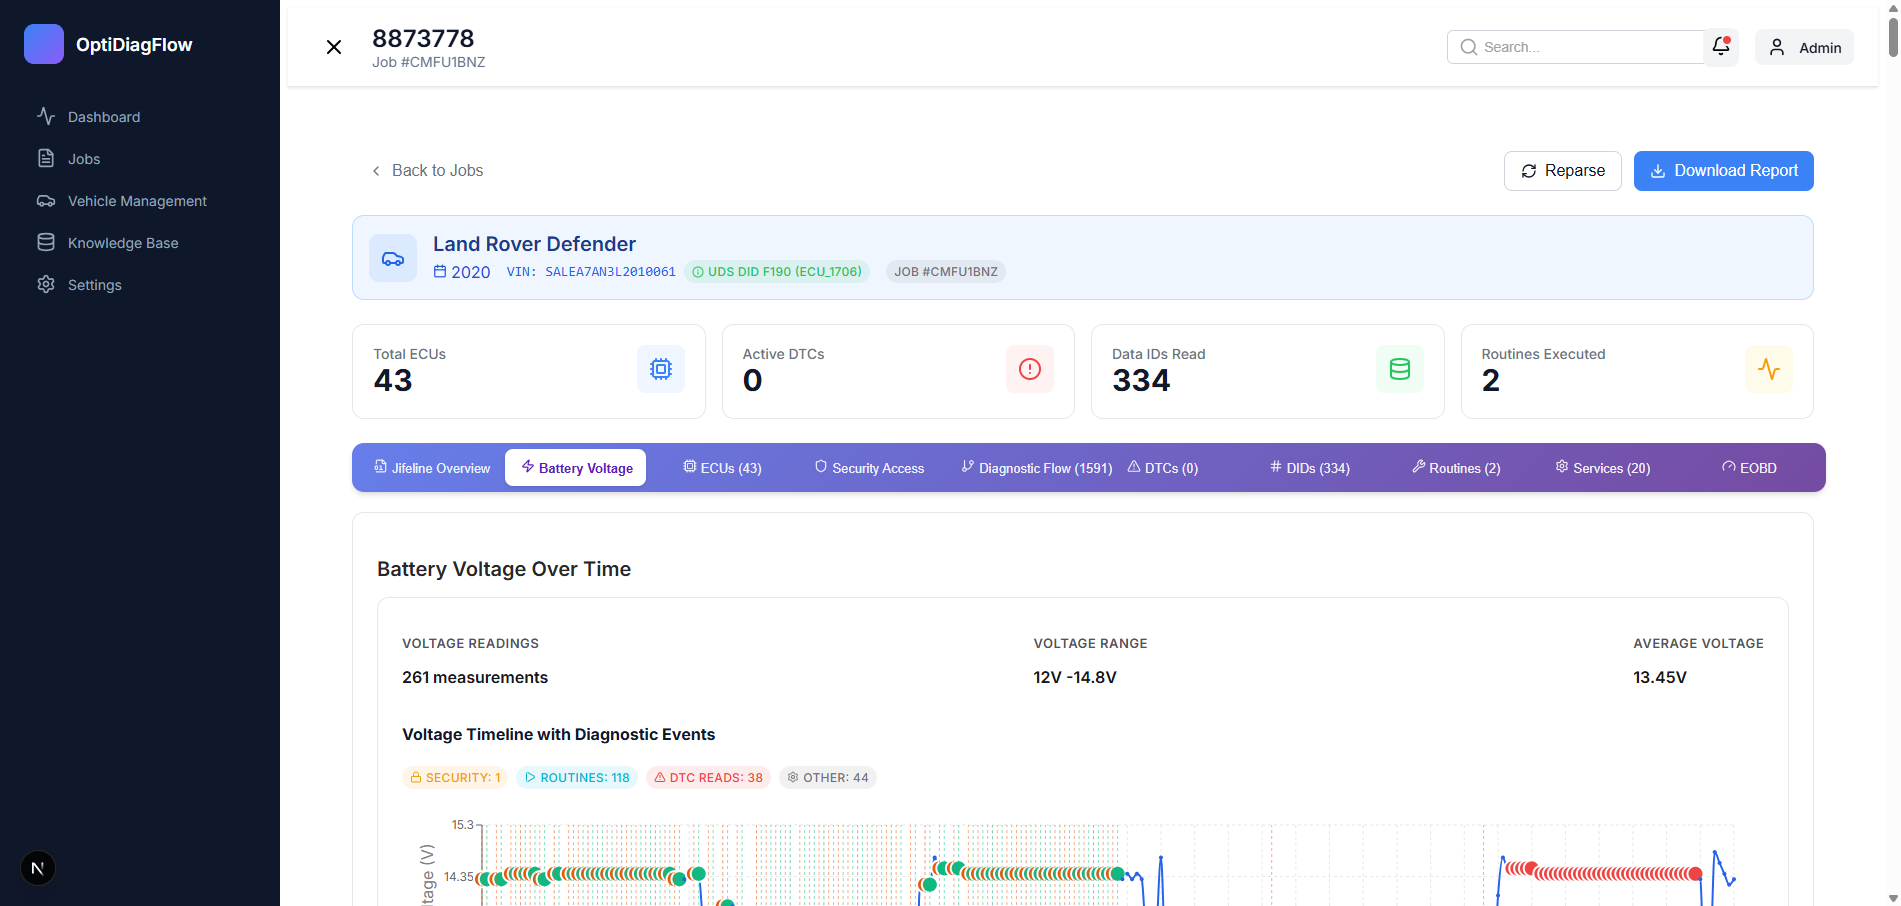 OptiDiagFlow
Dashboard
Jobs
Vehicle Management
Knowledge Base
Settings
N
8873778
Job #CMFU1BNZ
Search...
Admin
Back to Jobs
Reparse
Download Report
Land Rover Defender
2020 VIN: SALEA7AN3L2010061 UDS DID F190 (ECU_1706) JOB #CMFU1BNZ
Total ECUs
43
Active DTCs
0
Data IDs Read
334
Routines Executed
2
Jifeline Overview
Battery Voltage
ECUs (43)
Security Access
Diagnostic Flow (1591)
DTCs (0)
DIDs (334)
Routines (2)
Services (20)
EOBD
Battery Voltage Over Time
VOLTAGE READINGS
261 measurements
VOLTAGE RANGE
12V -14.8V
AVERAGE VOLTAGE
13.45V
Voltage Timeline with Diagnostic Events
SECURITY: 1 ROUTINES: 118 DTC READS: 38 OTHER: 44
15.3
14.35
ltage (V)